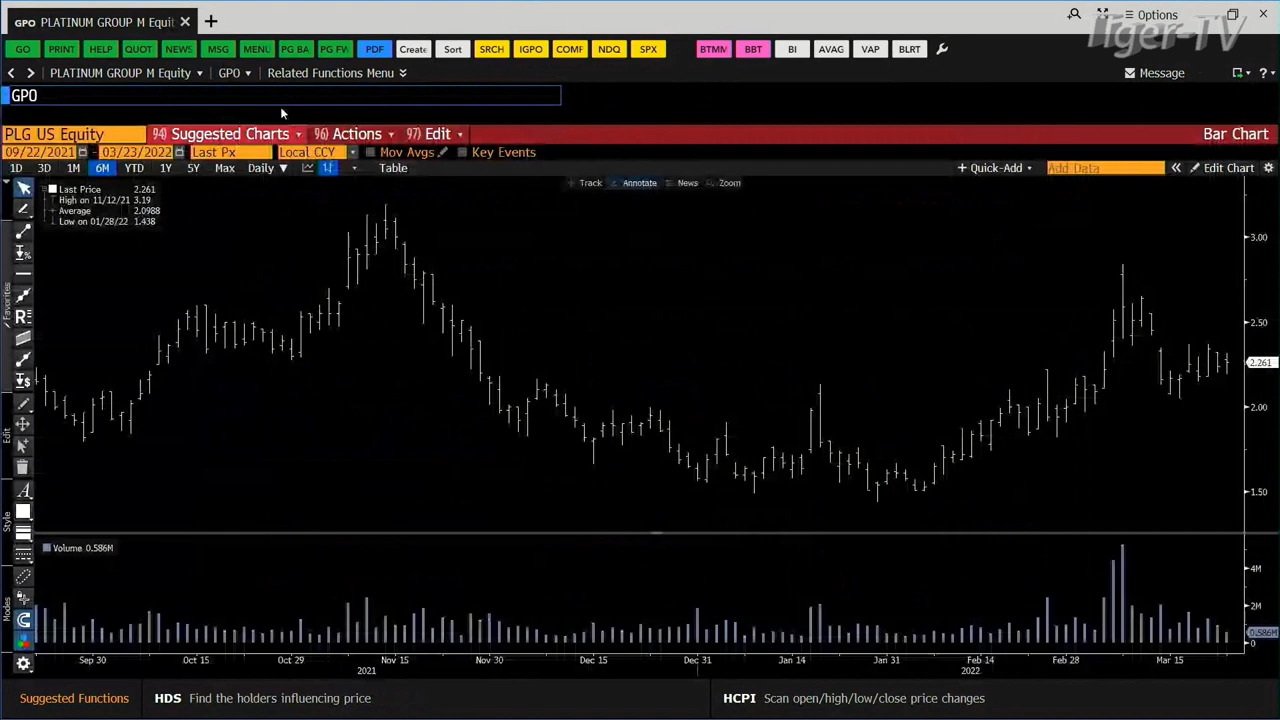 GPO PLATINUM GROUP M Equit
Options
Tiger-TV
GO PRINT HELP QUOT NEWS MSG MENU PG BA PG FW PDF Create Sort SRCH IGPO COMF NDQ SPX BTMM BBT BI AVAG VAP BLRT
PLATINUM GROUP M Equity GPO Related Functions Menu Message ?
GPO
PLG US Equity 94) Suggested Charts 96) Actions 97) Edit Bar Chart
09/22/2021 - 03/23/2022 Last Px Local CCY Mov Avgs Key Events
1D 3D 1M 6M YTD 1Y 5Y Max Daily Table + Quick-Add Add Data Edit Chart
Track Annotate News Zoom
Last Price 2.261
High on 11/12/21 3.19
Average 2.0988
Low on 01/28/22 1.438
3.00
2.50
2.261
2.00
1.50
Favorites
Edit
Style
Modes
Volume 0.586M
4M
2M
0.586M
0
Sep 30 Oct 15 Oct 29 Nov 15 Nov 30 Dec 15 Dec 31 Jan 14 Jan 31 Feb 14 Feb 28 Mar 15
2021 2022
Suggested Functions HDS Find the holders influencing price HCPI Scan open/high/low/close price changes